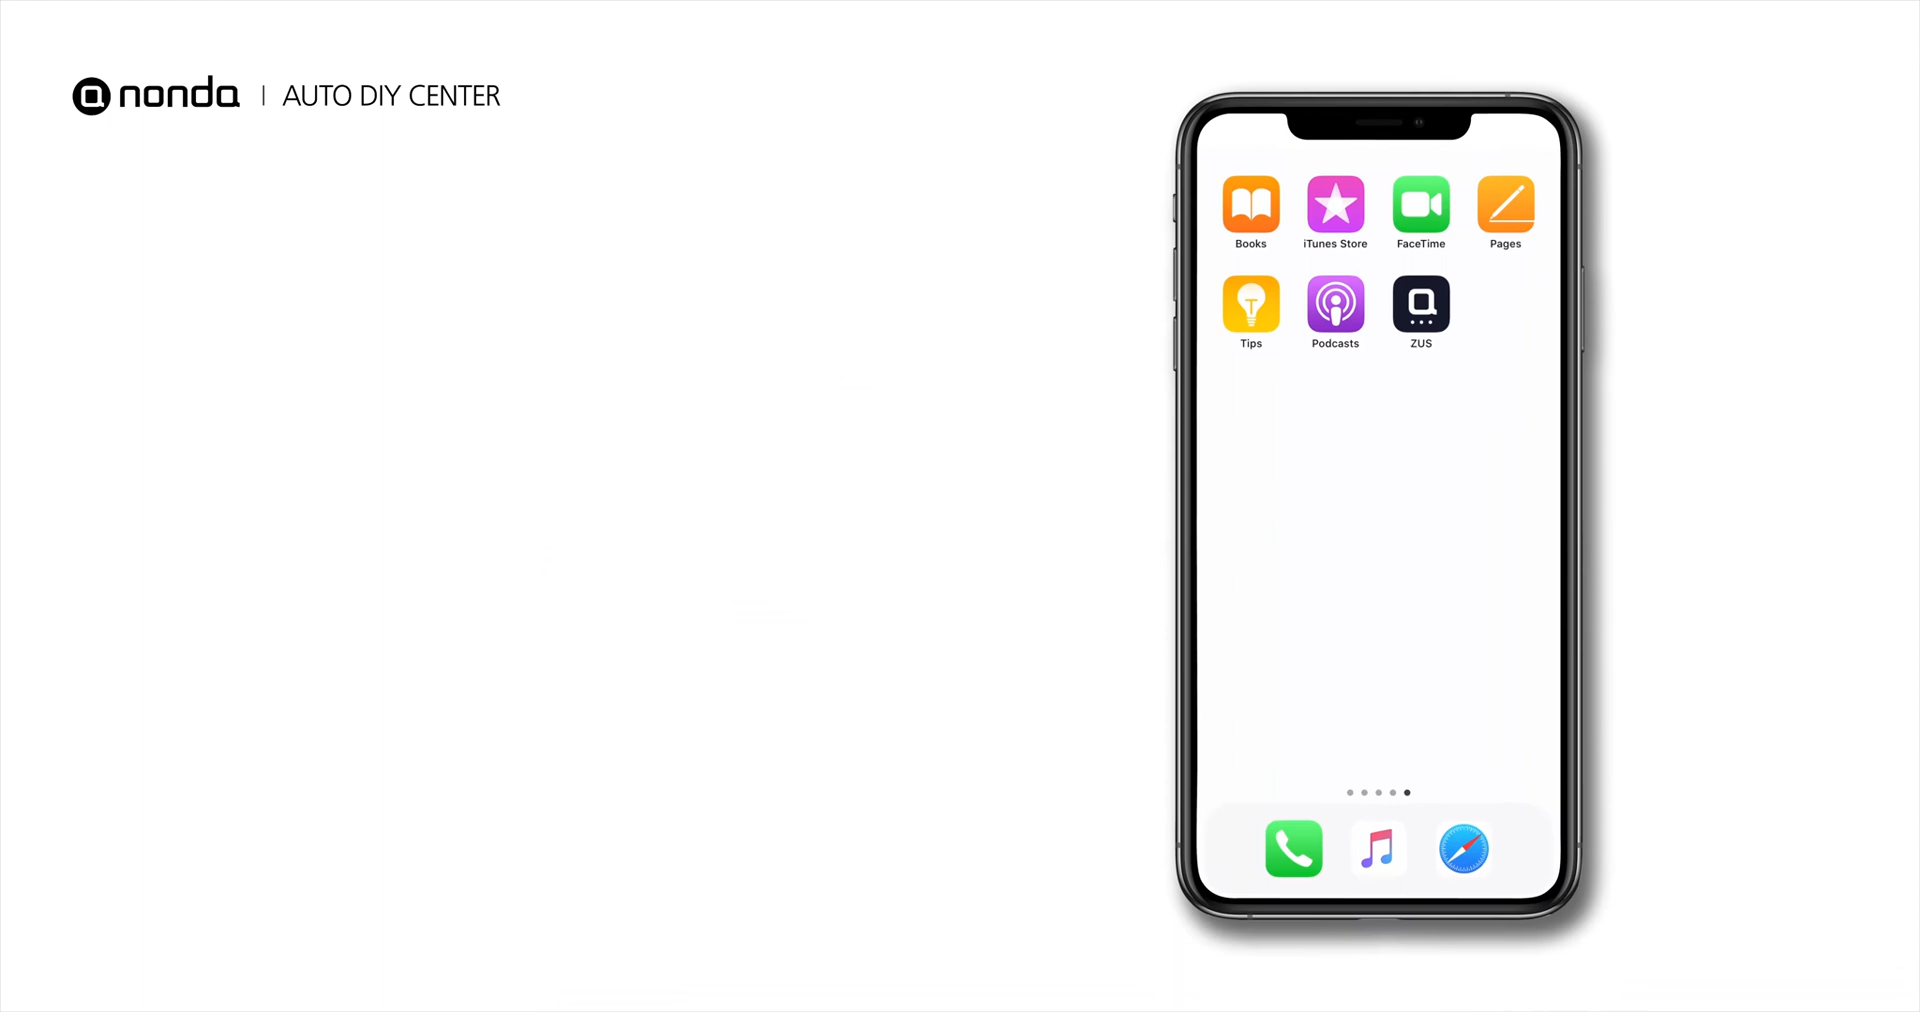 nonda | AUTO DIY CENTER
Books iTunes Store FaceTime Pages
Tips Podcasts ZUS